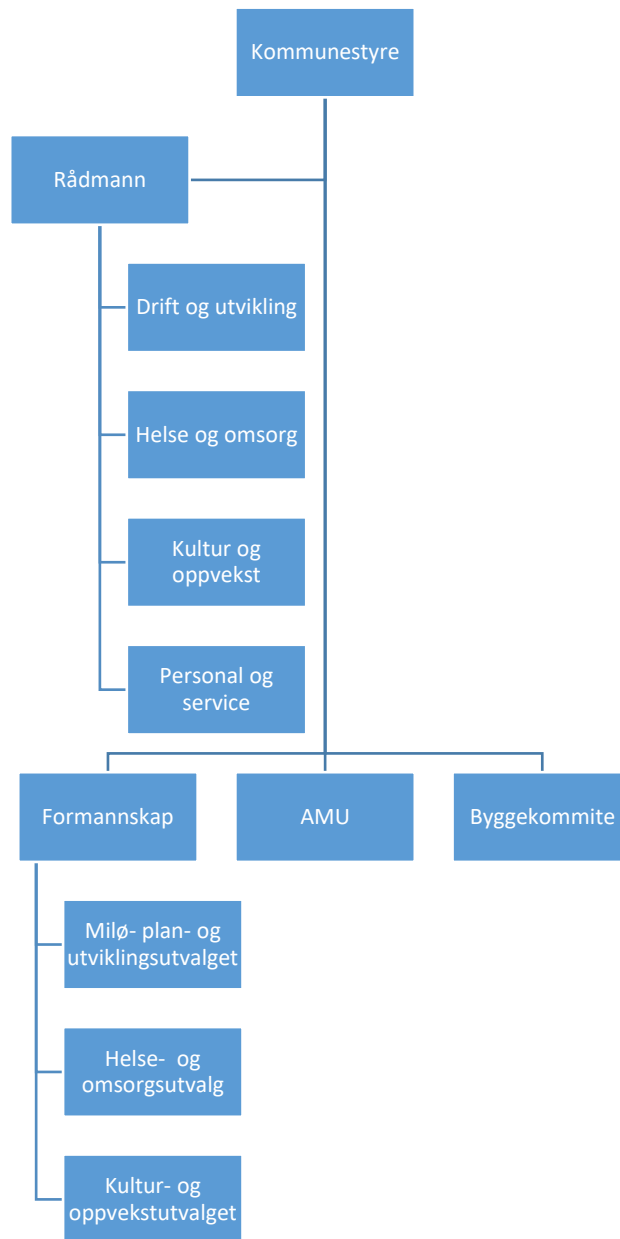 Kommunestyre
Rådmann
Drift og utvikling
Helse og omsorg
Kultur og
oppvekst
Personal og
service
Formannskap
AMU
Byggekommite
Milø- plan- og
utviklingsutvalget
Helse- og
omsorgsutvalg
Kultur- og
oppvekstutvalget